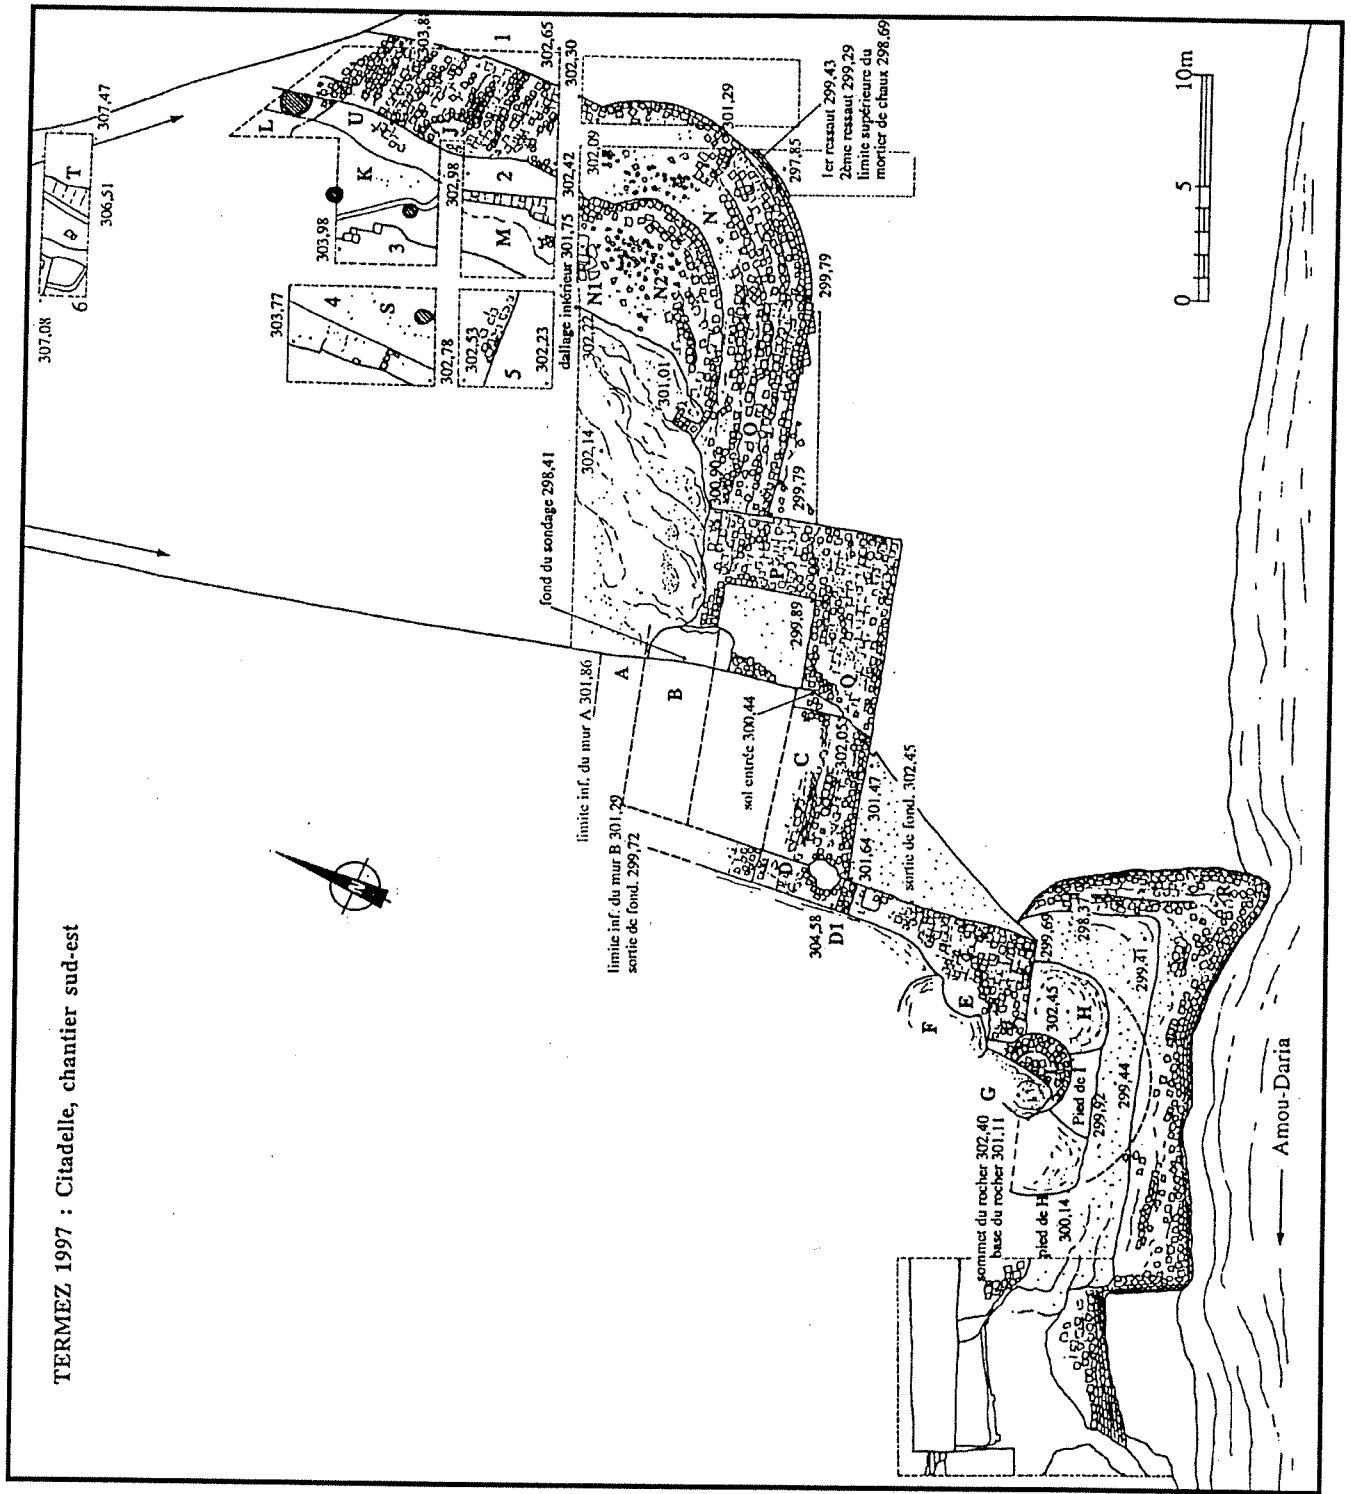 TERMEZ 1997 : Citadelle, chantier sud-est
307,08
6
T
306,51
307,47
L
U
K
303,98
3
303,77
4
S
302,78
J
303,8
1
302,98
2
M
302,53
5
302,23
302,65
302,30
302,42
302,09
dallage intérieur 301,75
N1
N2
N
302,22
302,14
301,01
301,29
297,85
1er ressaut 299,43
2ème ressaut 299,29
limite supérieure du
mortier de chaux 298,69
299,79
O
300,90
299,79
fond du sondage 298,41
P
299,89
Q
A
B
limite inf. du mur A 301,86
sol entrée 300,44
C
302,05
301,47
301,64
sortie de fond. 302,45
limite inf. du mur B 301,29
sortie de fond. 299,72
D
304,58
D1
F
E
G
H
302,45
299,69
298,37
299,41
R
I
Pied de I
299,92
299,44
sommet du rocher 302,40
base du rocher 301,11
pied de H
300,14
Amou-Daria
N
0
5
10m